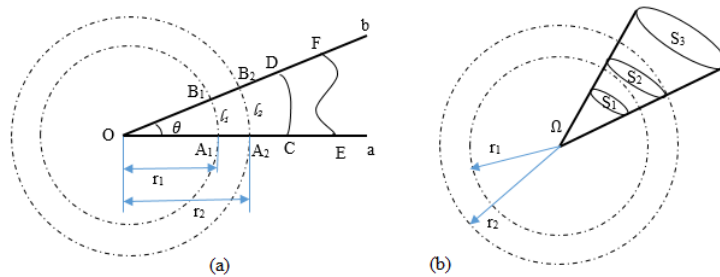 b
F
D
B₂
B₁
l₁
l₂
θ
O
A₁
A₂
C
E
a
r₁
r₂
(a)
S₃
S₂
S₁
Ω
r₁
r₂
(b)